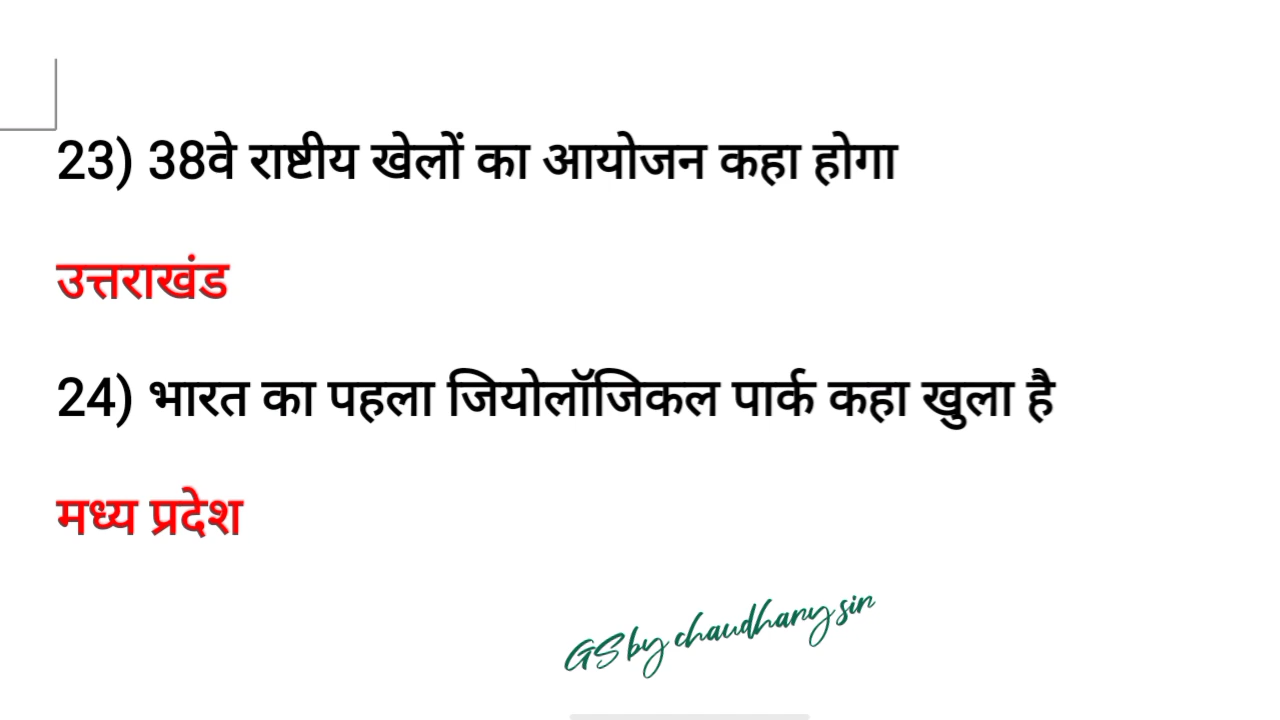 23) 38वे राष्टीय खेलों का आयोजन कहा होगा
उत्तराखंड
24) भारत का पहला जियोलॉजिकल पार्क कहा खुला है
मध्य प्रदेश
GS by chaudhary sir